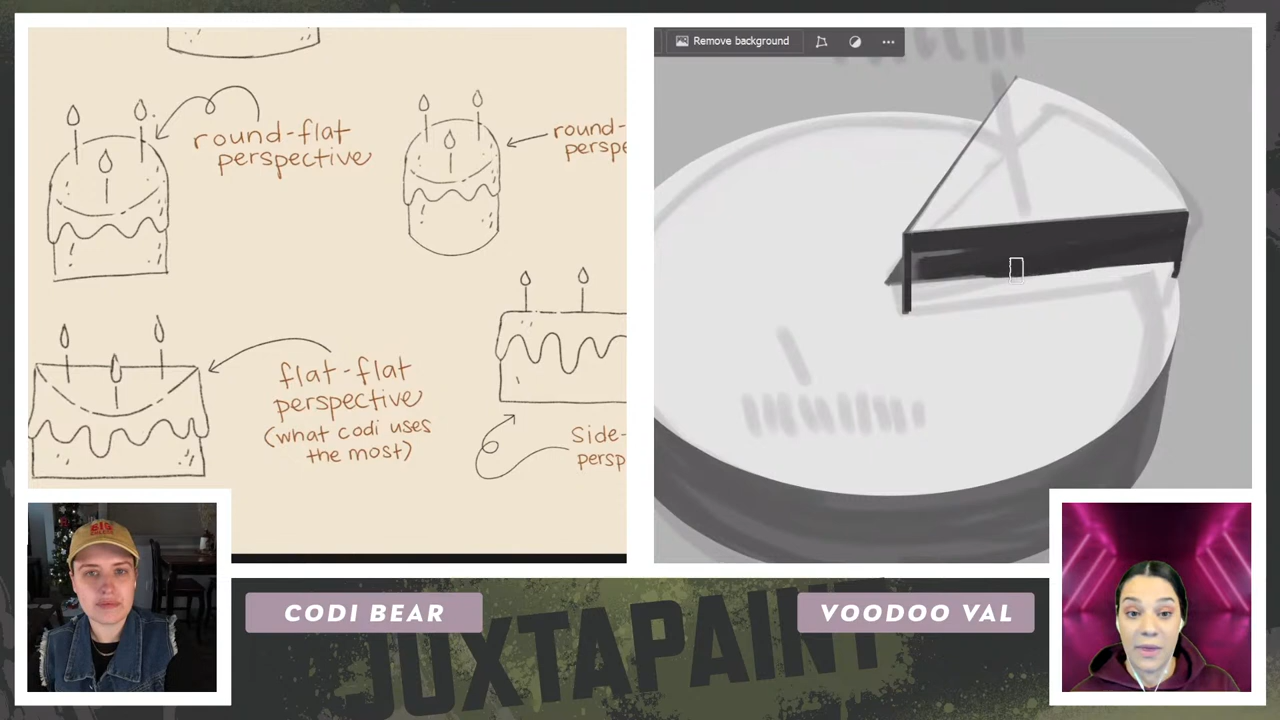 Remove background
round-flat
perspective
round-
perspe
flat-flat
perspective
(what codi uses
the most)
Side-
persp
CODI BEAR
VOODOO VAL
JUXTAPAINT